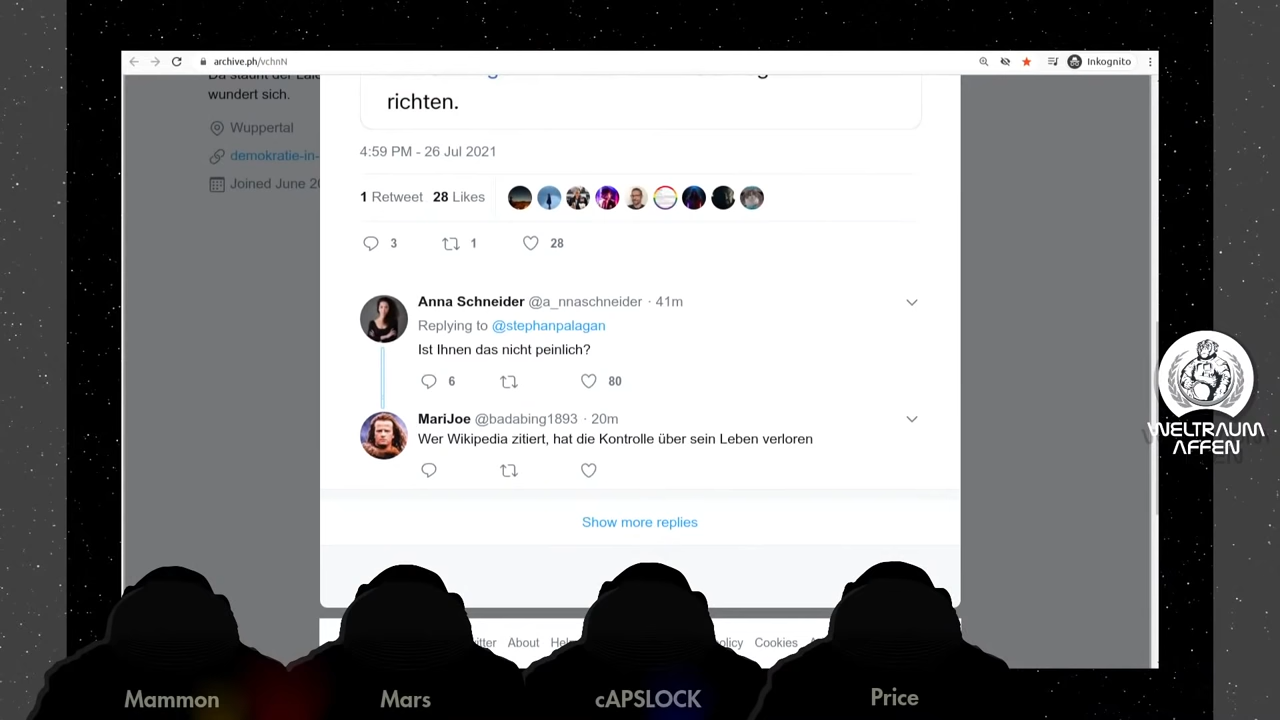 archive.ph/vchnN
Inkognito
wundert sich.
Wuppertal
demokratie-in-
Joined June 20
richten.
4:59 PM - 26 Jul 2021
1 Retweet 28 Likes
3 1 28
Anna Schneider @a_nnaschneider · 41m
Replying to @stephanpalagan
Ist Ihnen das nicht peinlich?
6 80
MariJoe @badabing1893 · 20m
Wer Wikipedia zitiert, hat die Kontrolle über sein Leben verloren
Show more replies
About Cookies
WELTRAUM
AFFEN
Mammon Mars cAPSLOCK Price